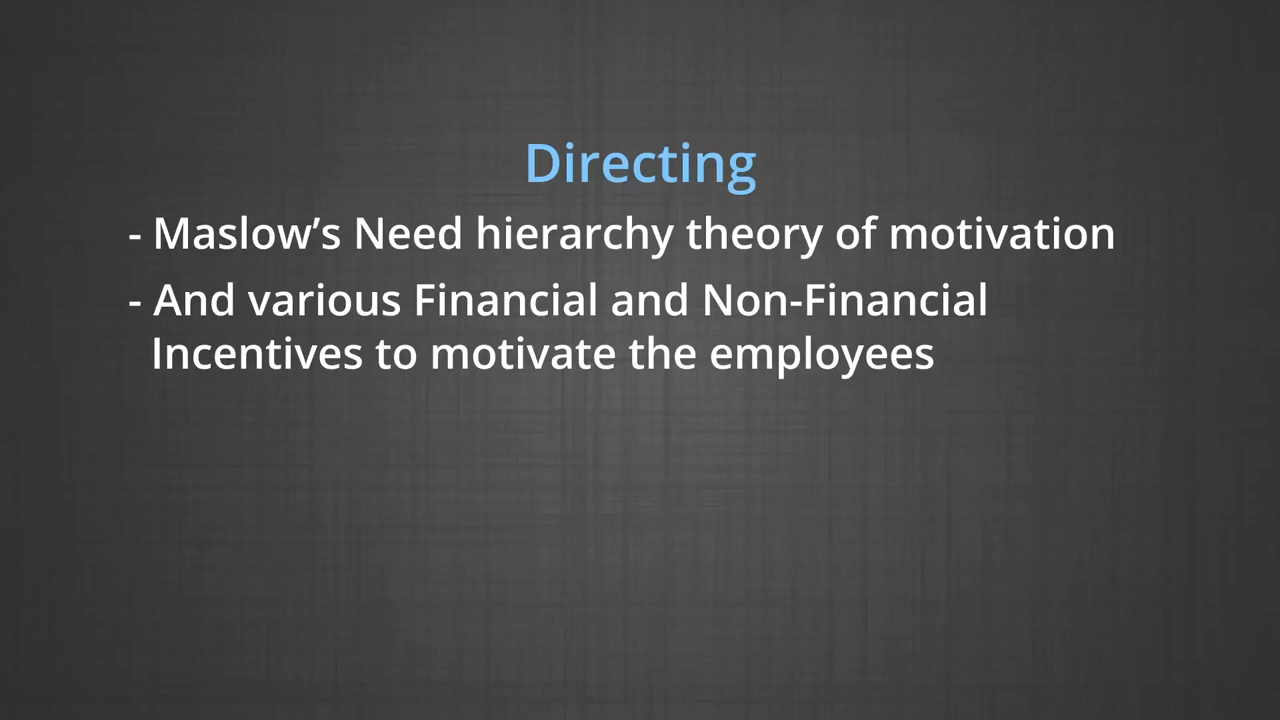 Directing
- Maslow’s Need hierarchy theory of motivation
- And various Financial and Non-Financial
Incentives to motivate the employees